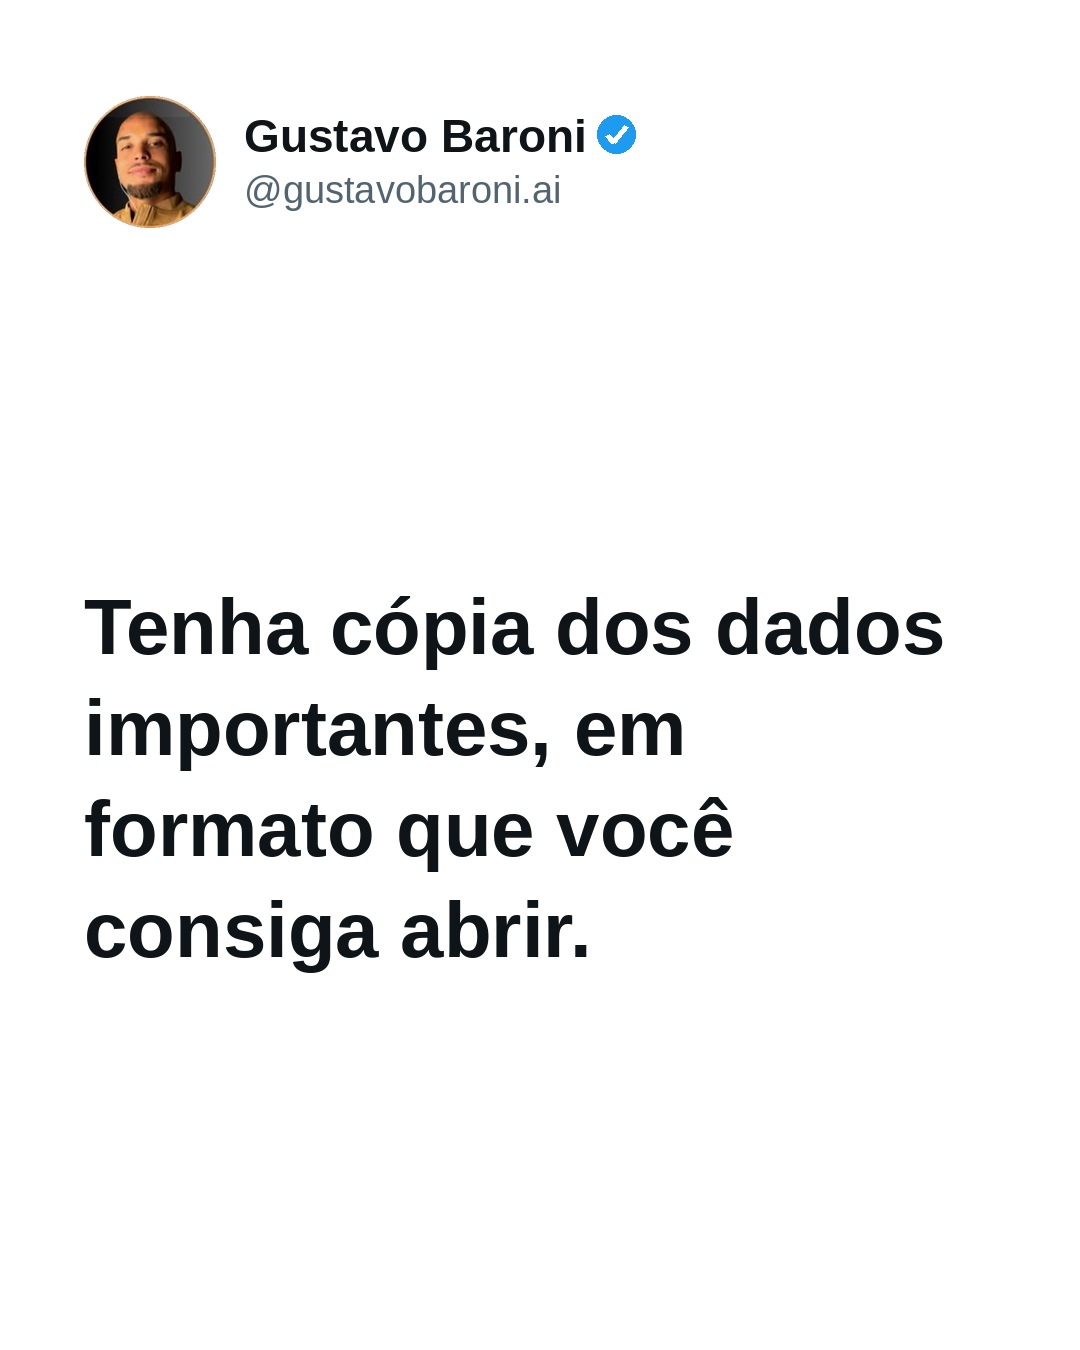 Gustavo Baroni
@gustavobaroni.ai
Tenha cópia dos dados
importantes, em
formato que você
consiga abrir.